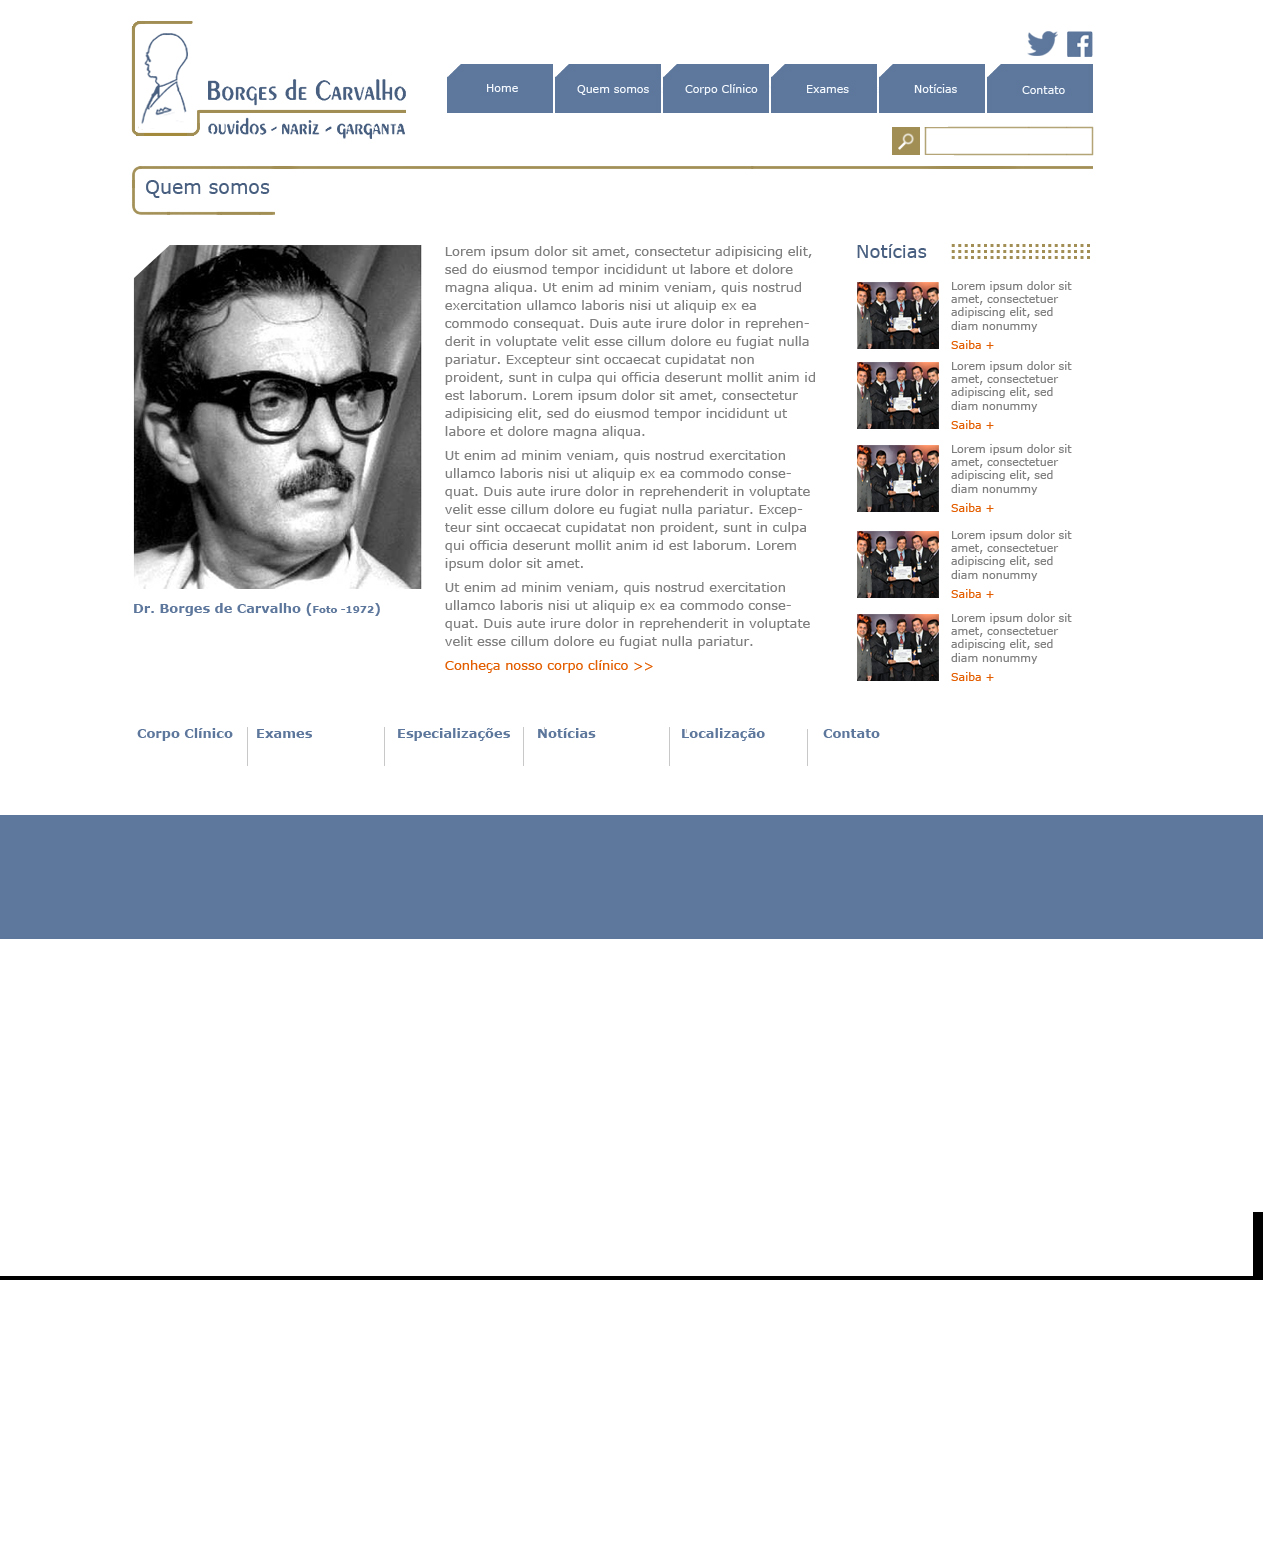 Borges de Carvalho
ouvidos - nariz - garganta
Home
Quem somos
Corpo Clínico
Exames
Notícias
Contato
Quem somos
Lorem ipsum dolor sit amet, consectetur adipisicing elit,
sed do eiusmod tempor incididunt ut labore et dolore
magna aliqua. Ut enim ad minim veniam, quis nostrud
exercitation ullamco laboris nisi ut aliquip ex ea
commodo consequat. Duis aute irure dolor in reprehen-
derit in voluptate velit esse cillum dolore eu fugiat nulla
pariatur. Excepteur sint occaecat cupidatat non
proident, sunt in culpa qui officia deserunt mollit anim id
est laborum. Lorem ipsum dolor sit amet, consectetur
adipisicing elit, sed do eiusmod tempor incididunt ut
labore et dolore magna aliqua.
Ut enim ad minim veniam, quis nostrud exercitation
ullamco laboris nisi ut aliquip ex ea commodo conse-
quat. Duis aute irure dolor in reprehenderit in voluptate
velit esse cillum dolore eu fugiat nulla pariatur. Excep-
teur sint occaecat cupidatat non proident, sunt in culpa
qui officia deserunt mollit anim id est laborum. Lorem
ipsum dolor sit amet.
Ut enim ad minim veniam, quis nostrud exercitation
ullamco laboris nisi ut aliquip ex ea commodo conse-
quat. Duis aute irure dolor in reprehenderit in voluptate
velit esse cillum dolore eu fugiat nulla pariatur.
Conheça nosso corpo clínico >>
Dr. Borges de Carvalho (Foto -1972)
Notícias
Lorem ipsum dolor sit
amet, consectetuer
adipiscing elit, sed
diam nonummy
Saiba +
Lorem ipsum dolor sit
amet, consectetuer
adipiscing elit, sed
diam nonummy
Saiba +
Lorem ipsum dolor sit
amet, consectetuer
adipiscing elit, sed
diam nonummy
Saiba +
Lorem ipsum dolor sit
amet, consectetuer
adipiscing elit, sed
diam nonummy
Saiba +
Lorem ipsum dolor sit
amet, consectetuer
adipiscing elit, sed
diam nonummy
Saiba +
Corpo Clínico
Exames
Especializações
Notícias
Localização
Contato